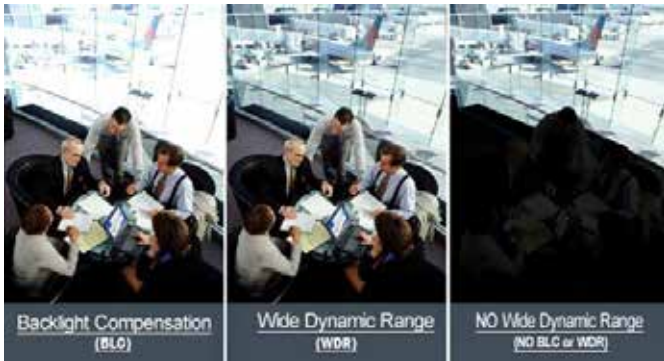 Backlight Compensation
(BLC)
Wide Dynamic Range
(WDR)
NO Wide Dynamic Range
(NO BLC or WDR)